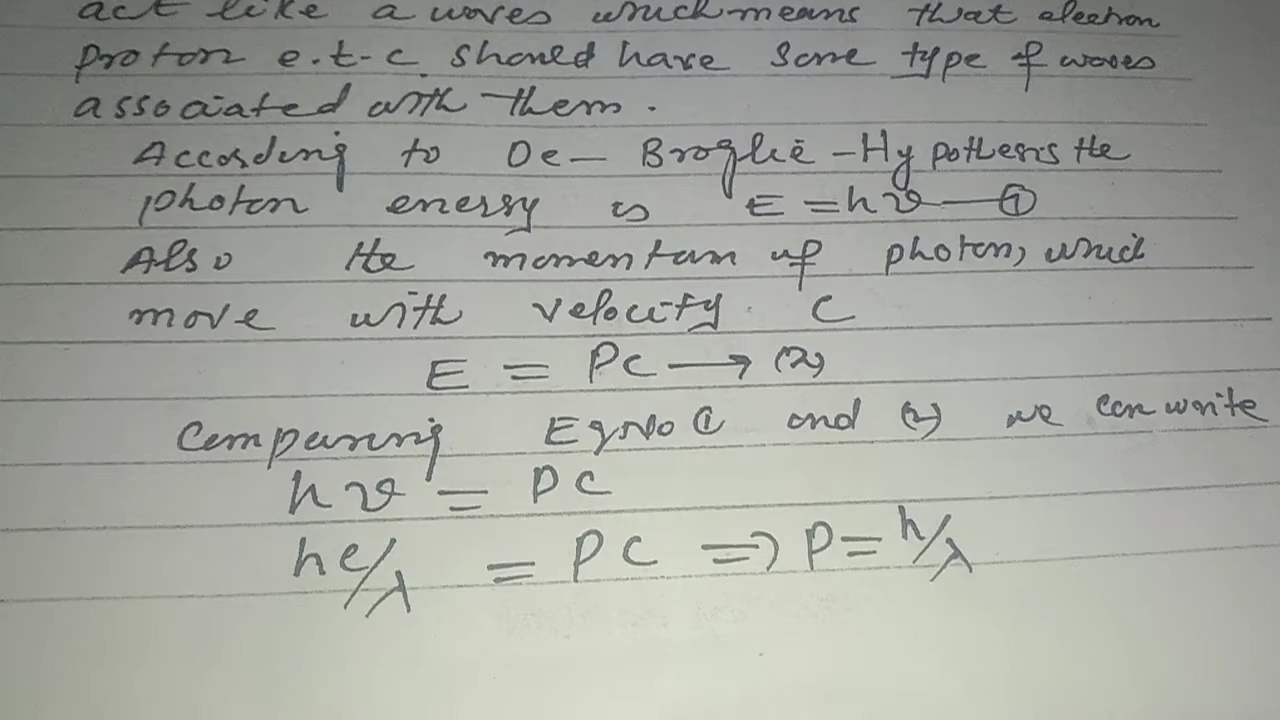 act like a waves which means that electron
proton e.t-c should have some type of waves
associated with them.
According to De- Broglie -Hypothesis the
photon energy is E = hν — ①
Also the momentum of photon, which
move with velocity. C
E = PC → (2)
Comparing EqNo ① and (2) we can write
hν = PC
hc/λ = PC ⇒ P = h/λ